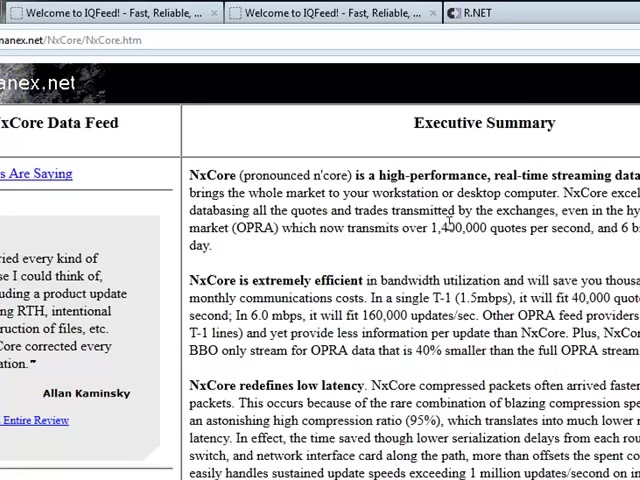 Welcome to IQFeed! - Fast, Reliable, ... × Welcome to IQFeed! - Fast, Reliable, ... × R.NET
nanex.net/NxCore/NxCore.htm
anex.net
xCore Data Feed
Executive Summary
s Are Saying
NxCore (pronounced n'core) is a high-performance, real-time streaming data
brings the whole market to your workstation or desktop computer. NxCore excel
databasing all the quotes and trades transmitted by the exchanges, even in the hy
market (OPRA) which now transmits over 1,400,000 quotes per second, and 6 b
day.
ried every kind of
se I could think of,
luding a product update
ng RTH, intentional
ruction of files, etc.
Core corrected every
ation.”
Allan Kaminsky
Entire Review
NxCore is extremely efficient in bandwidth utilization and will save you thousa
monthly communications costs. In a single T-1 (1.5mbps), it will fit 40,000 quote
second; In 6.0 mbps, it will fit 160,000 updates/sec. Other OPRA feed providers
T-1 lines) and yet provide less information per update than NxCore. Plus, NxCo
BBO only stream for OPRA data that is 40% smaller than the full OPRA stream
NxCore redefines low latency. NxCore compressed packets often arrived faster
packets. This occurs because of the rare combination of blazing compression spe
an astonishing high compression ratio (95%), which translates into much lower n
latency. In effect, the time saved though lower serialization delays from each rou
switch, and network interface card along the path, more than offsets the spent co
easily handles sustained update speeds exceeding 1 million updates/second on in